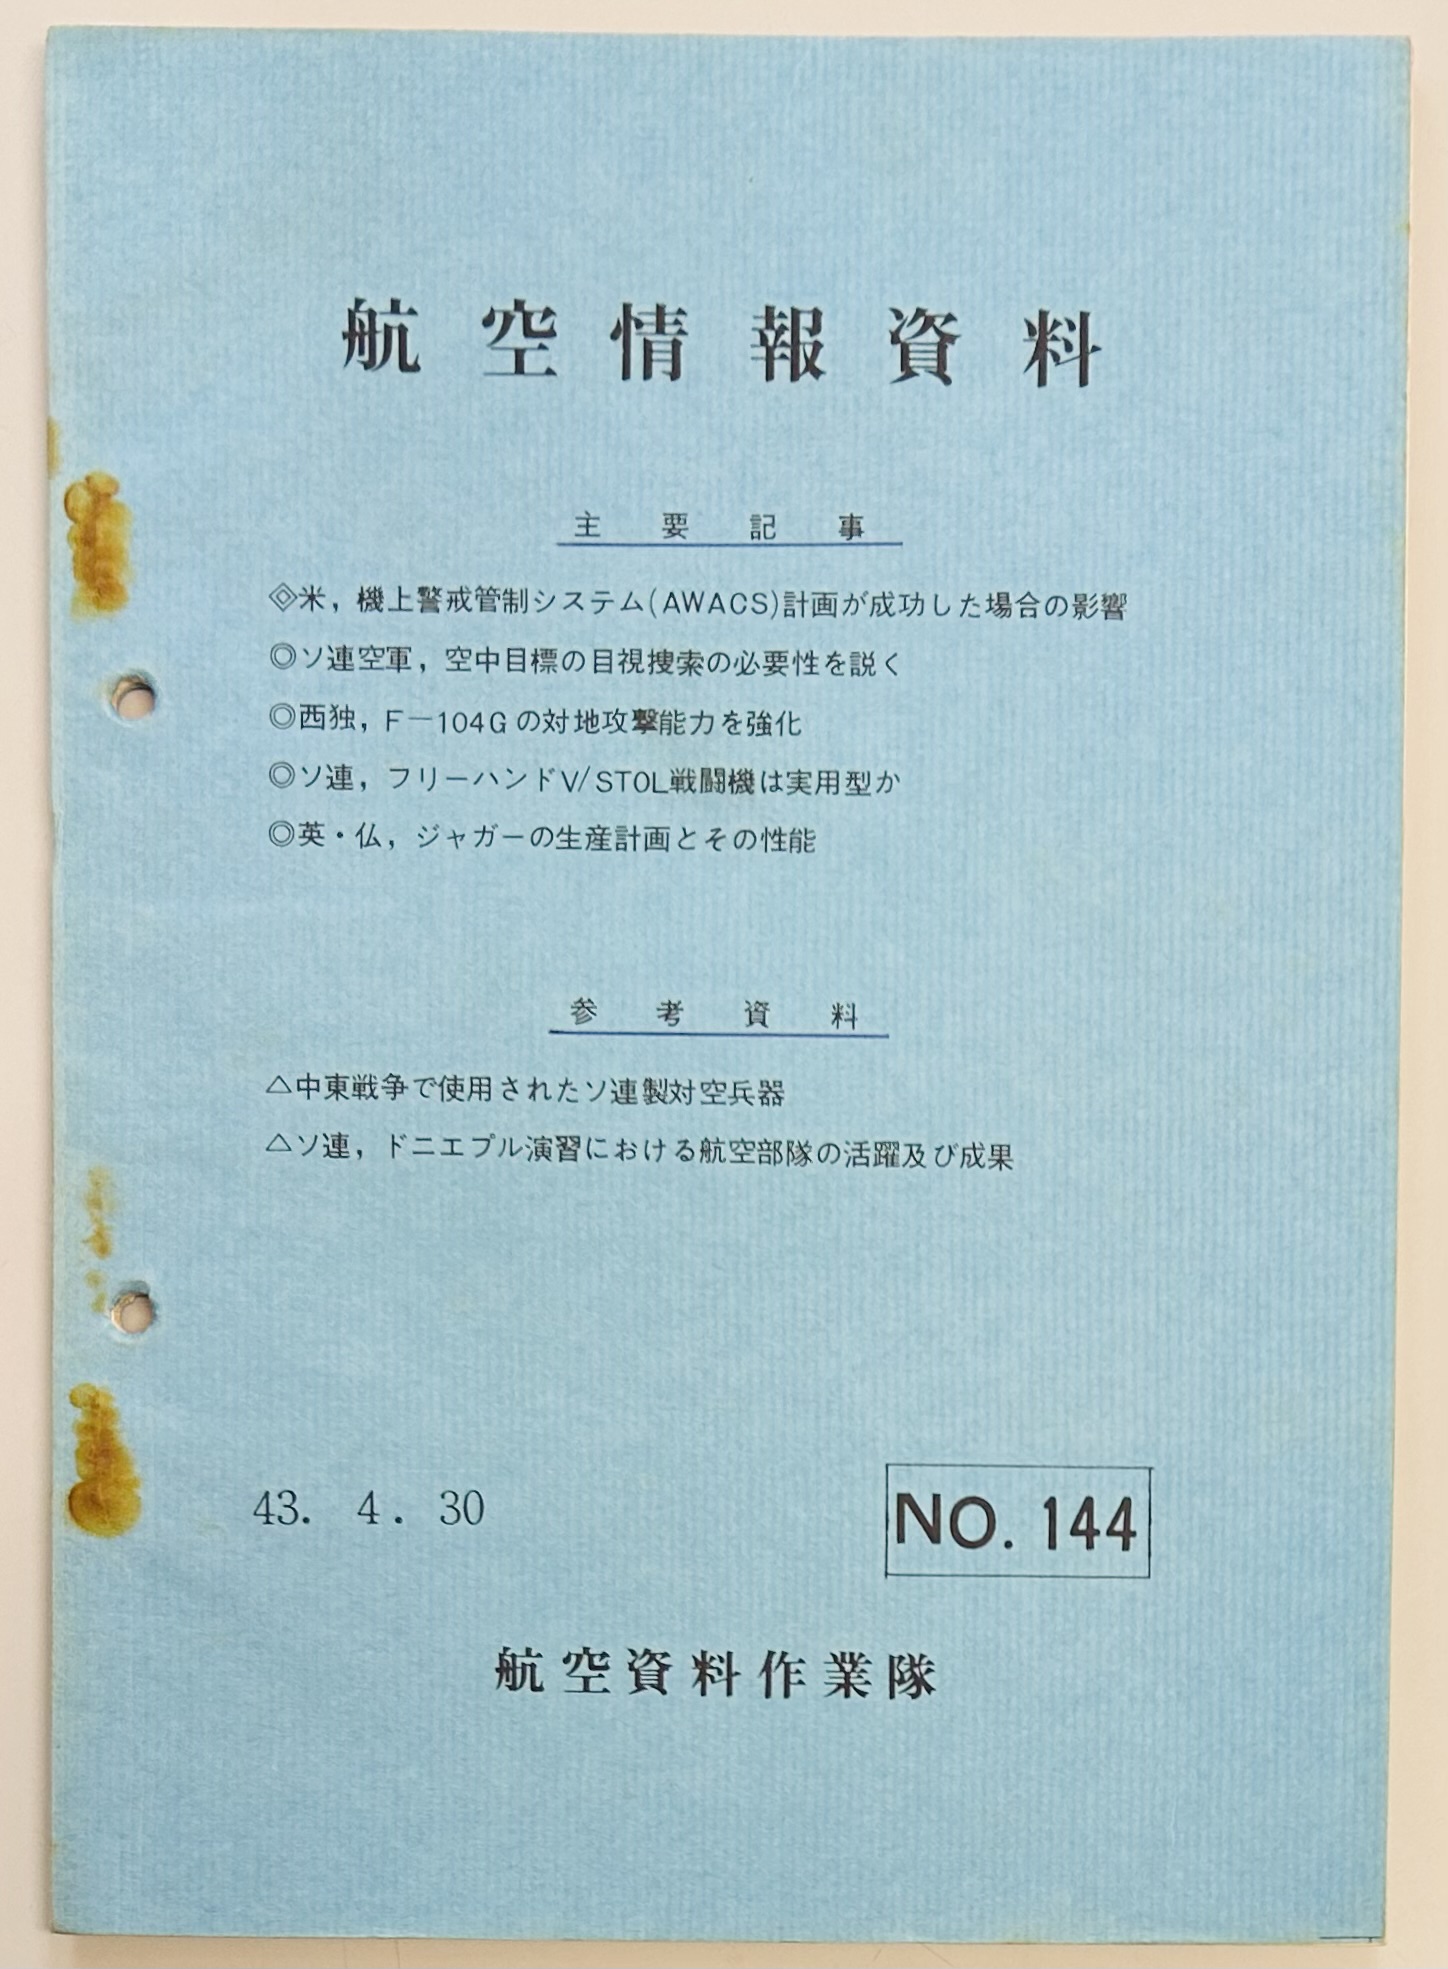 航空情報資料
主要記事
◈米，機上警戒管制システム(AWACS)計画が成功した場合の影響
◎ソ連空軍，空中目標の目視捜索の必要性を説く
◎西独，F－104Gの対地攻撃能力を強化
◎ソ連，フリーハンドV/STOL戦闘機は実用型か
◎英・仏，ジャガーの生産計画とその性能
参考資料
△中東戦争で使用されたソ連製対空兵器
△ソ連，ドニエプル演習における航空部隊の活躍及び成果
43. 4. 30
NO. 144
航空資料作業隊